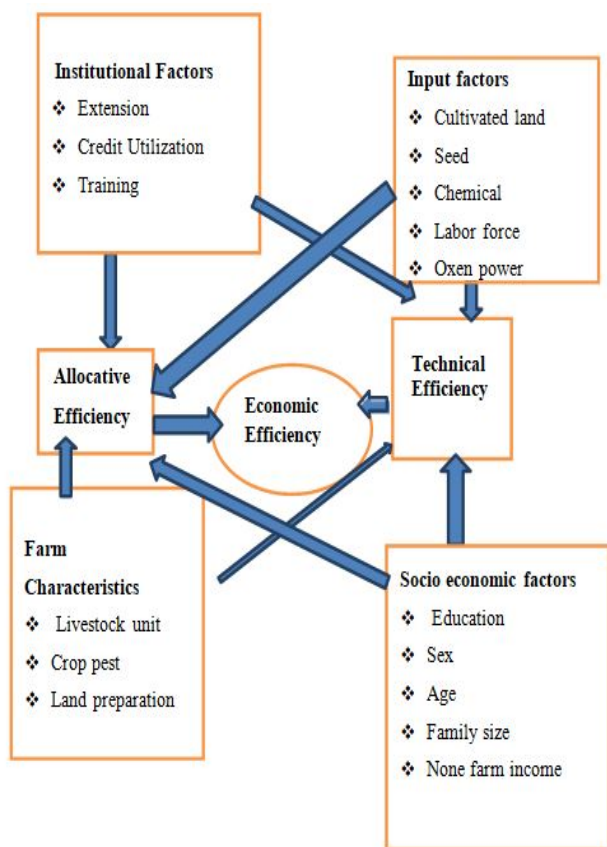 Institutional Factors
❖ Extension
❖ Credit Utilization
❖ Training
Input factors
❖ Cultivated land
❖ Seed
❖ Chemical
❖ Labor force
❖ Oxen power
Allocative
Efficiency
Economic
Efficiency
Technical
Efficiency
Farm
Characteristics
❖ Livestock unit
❖ Crop pest
❖ Land preparation
Socio economic factors
❖ Education
❖ Sex
❖ Age
❖ Family size
❖ None farm income